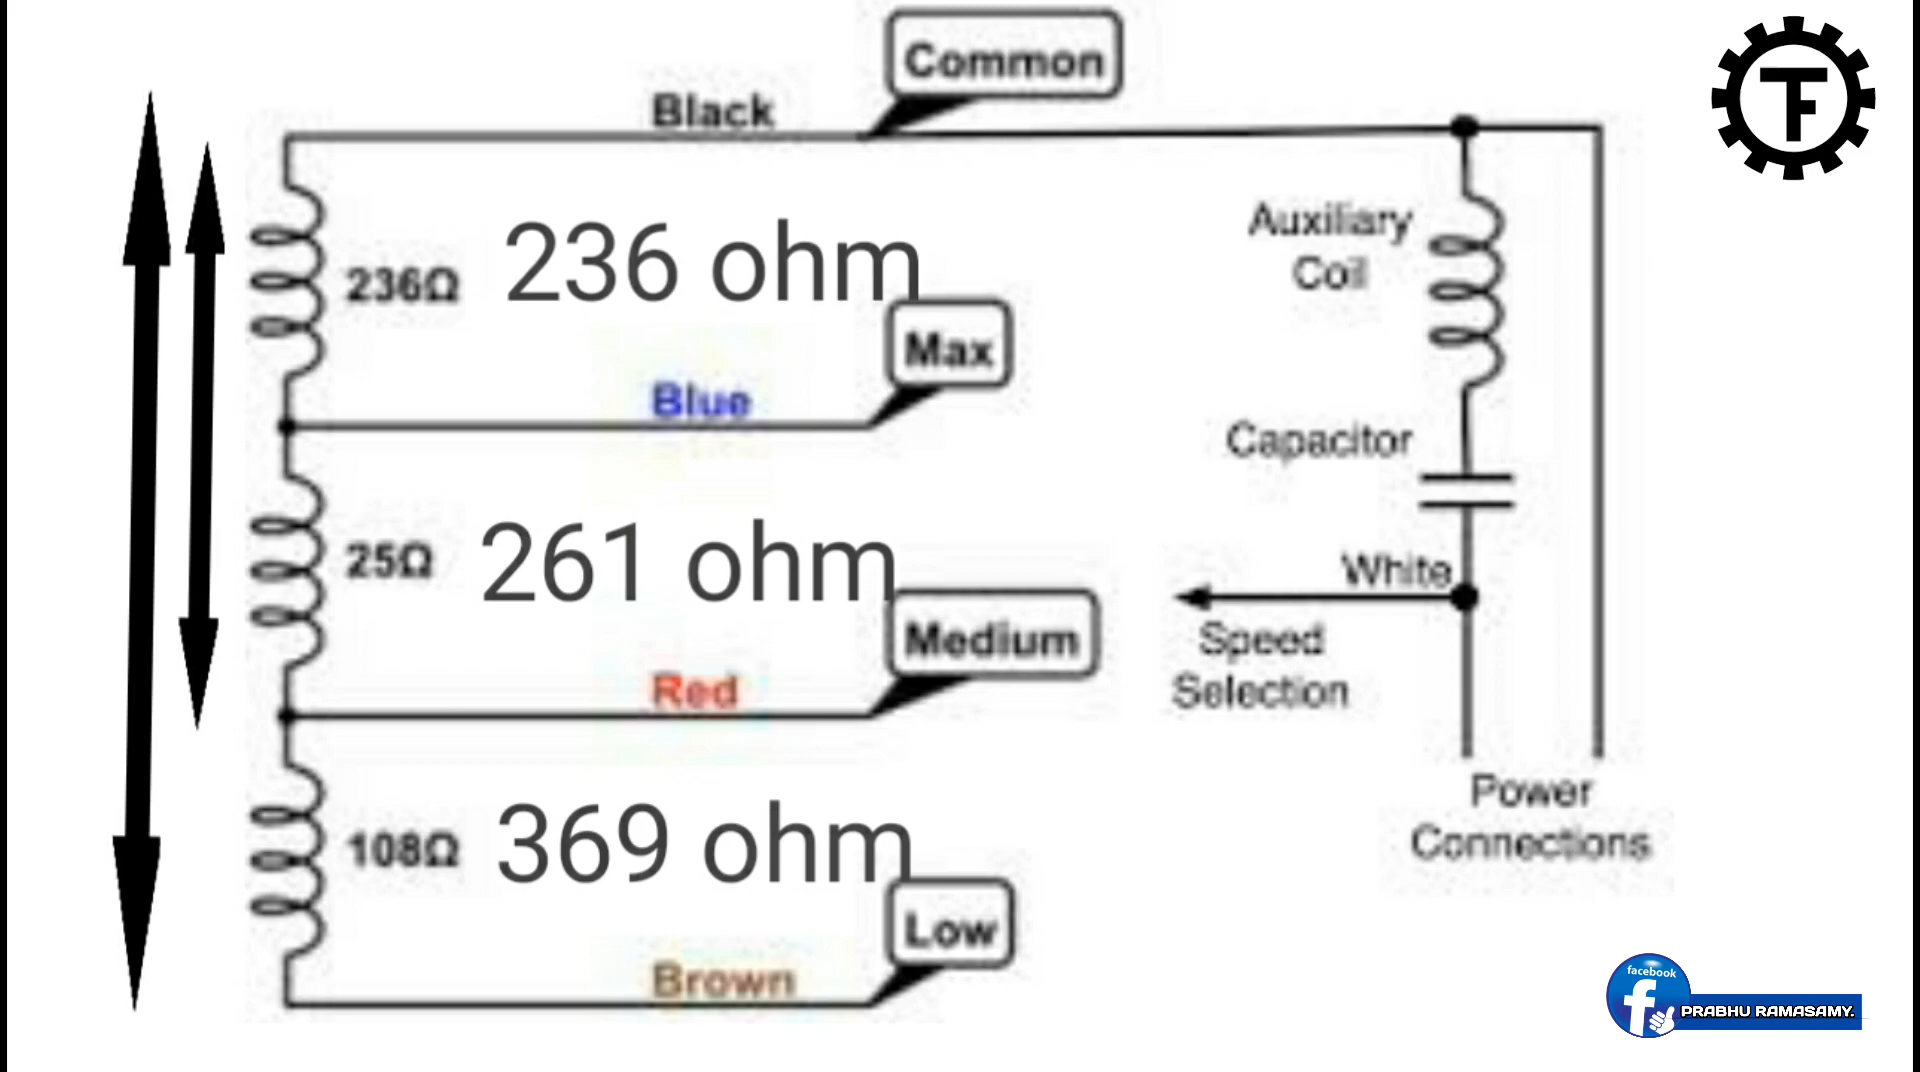 Common
Black
236Ω
236 ohm
Max
Blue
25Ω
261 ohm
Medium
Red
108Ω
369 ohm
Low
Brown
Auxiliary
Coil
Capacitor
White
Speed
Selection
Power
Connections
TF
facebook
f
PRABHU RAMASAMY.